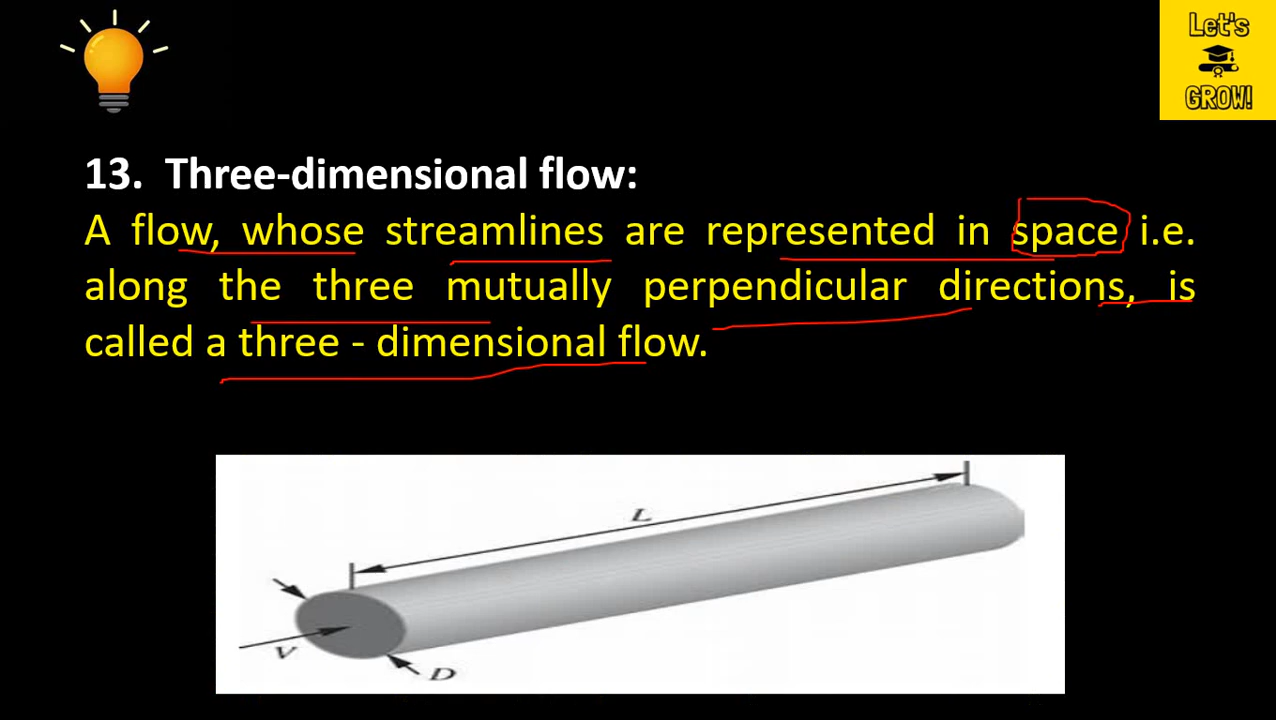 Let's
GROW!
13. Three-dimensional flow:
A flow, whose streamlines are represented in space i.e.
along the three mutually perpendicular directions, is
called a three - dimensional flow.
L
V
D